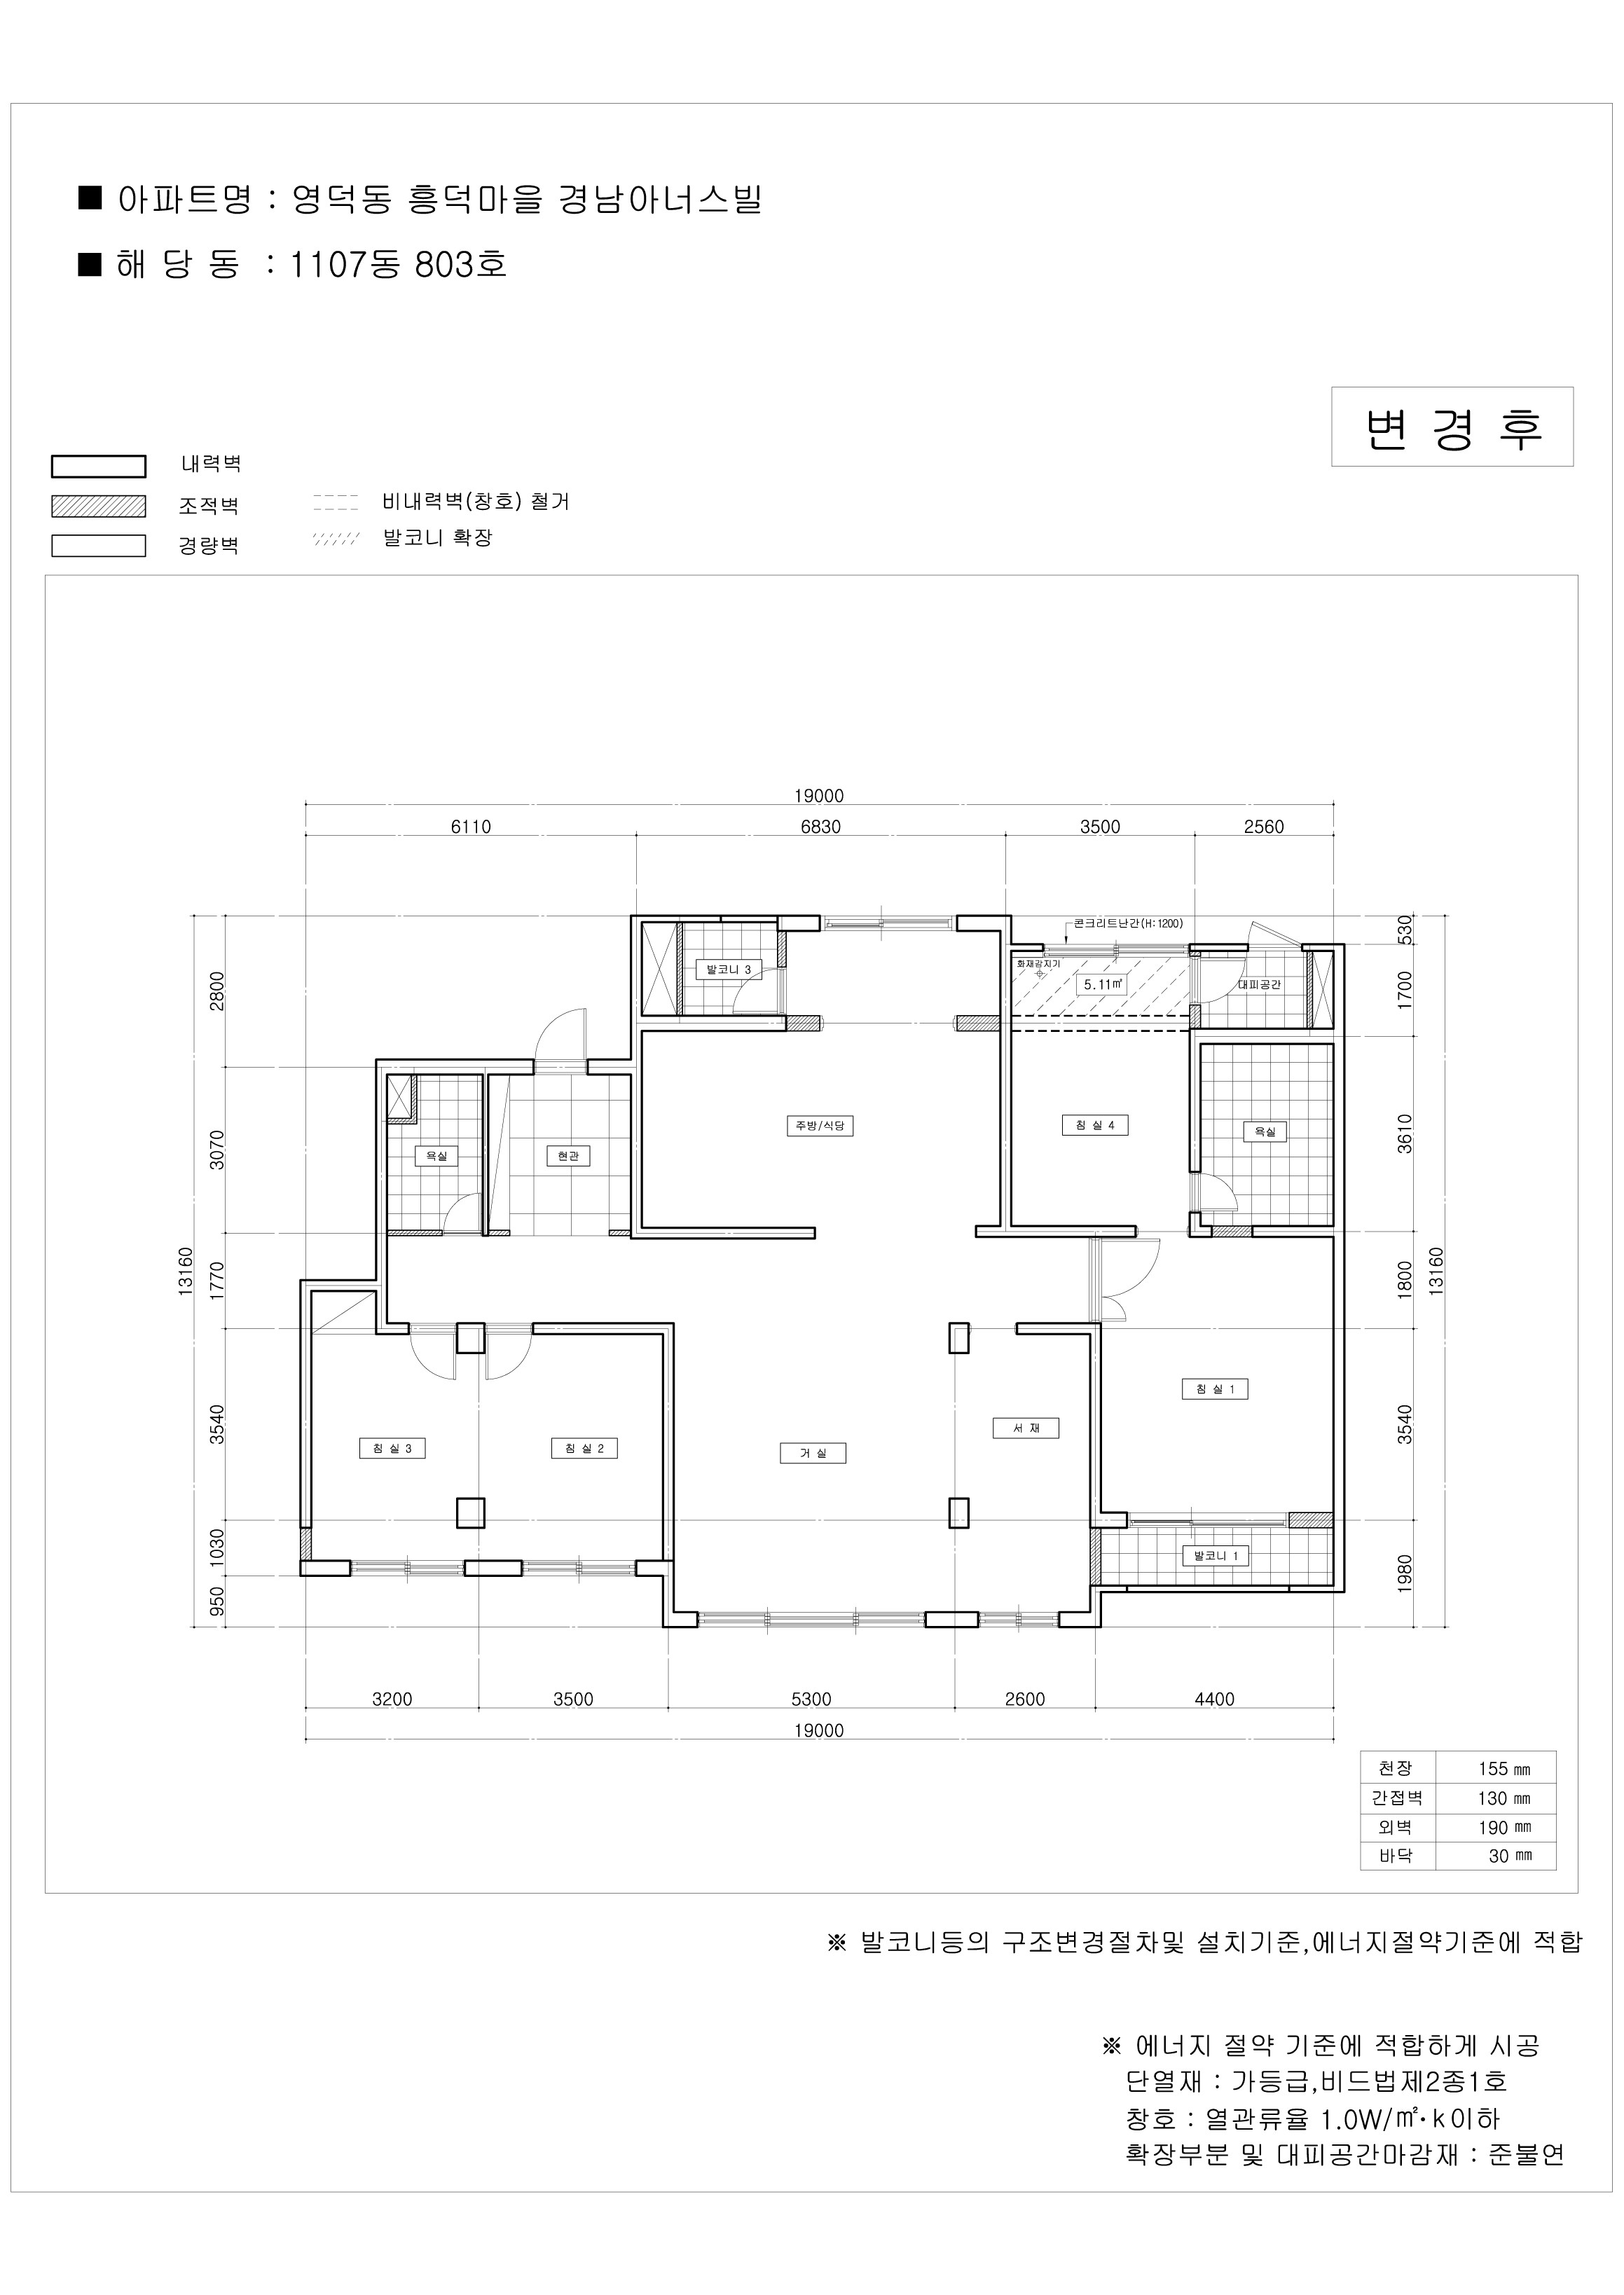 ■ 아파트명 : 영덕동 흥덕마을 경남아너스빌
■ 해 당 동 : 1107동 803호
변 경 후
내력벽
조적벽
경량벽
비내력벽(창호) 철거
발코니 확장
19000
6110 6830 3500 2560
콘크리트난간(H:1200)
화재감지기
발코니 3
5.11㎡
대피공간
주방/식당
침 실 4
욕실
욕실
현관
침 실 1
서 재
침 실 3
침 실 2
거 실
발코니 1
13160
2800
3070
1770
3540
1030
950
530
1700
3610
1800
3540
1980
13160
3200 3500 5300 2600 4400
19000
천장 155 ㎜
간접벽 130 ㎜
외벽 190 ㎜
바닥 30 ㎜
※ 발코니등의 구조변경절차및 설치기준,에너지절약기준에 적합
※ 에너지 절약 기준에 적합하게 시공
단열재 : 가등급,비드법제2종1호
창호 : 열관류율 1.0W/㎡·k이하
확장부분 및 대피공간마감재 : 준불연